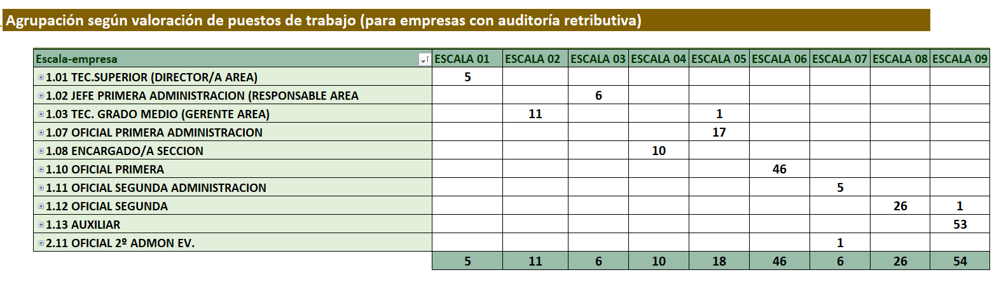 Agrupación según valoración de puestos de trabajo (para empresas con auditoría retributiva)
Escala-empresa ESCALA 01 ESCALA 02 ESCALA 03 ESCALA 04 ESCALA 05 ESCALA 06 ESCALA 07 ESCALA 08 ESCALA 09
1.01 TEC.SUPERIOR (DIRECTOR/A AREA) 5
1.02 JEFE PRIMERA ADMINISTRACION (RESPONSABLE AREA 6
1.03 TEC. GRADO MEDIO (GERENTE AREA) 11 1
1.07 OFICIAL PRIMERA ADMINISTRACION 17
1.08 ENCARGADO/A SECCION 10
1.10 OFICIAL PRIMERA 46
1.11 OFICIAL SEGUNDA ADMINISTRACION 5
1.12 OFICIAL SEGUNDA 26 1
1.13 AUXILIAR 53
2.11 OFICIAL 2º ADMON EV. 1
5 11 6 10 18 46 6 26 54